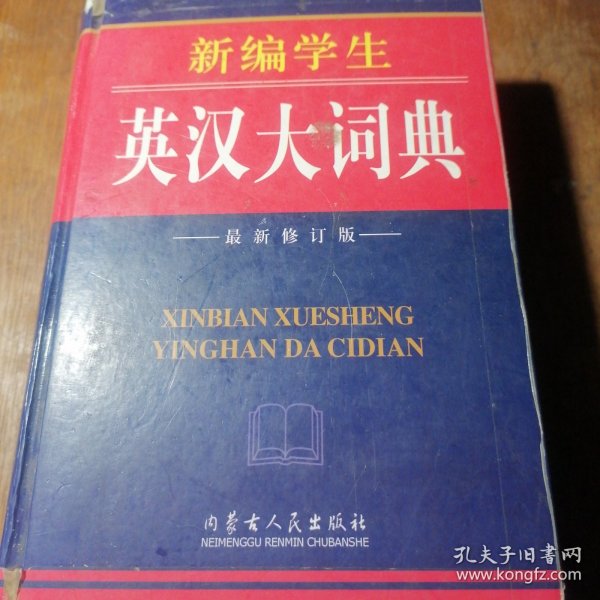 新编学生
英汉大词典
最新修订版
XINBIAN XUESHENG
YINGHAN DA CIDIAN
内蒙古人民出版社
NEIMENGGU RENMIN CHUBANSHE
孔夫子旧书网
www.kongfz.com